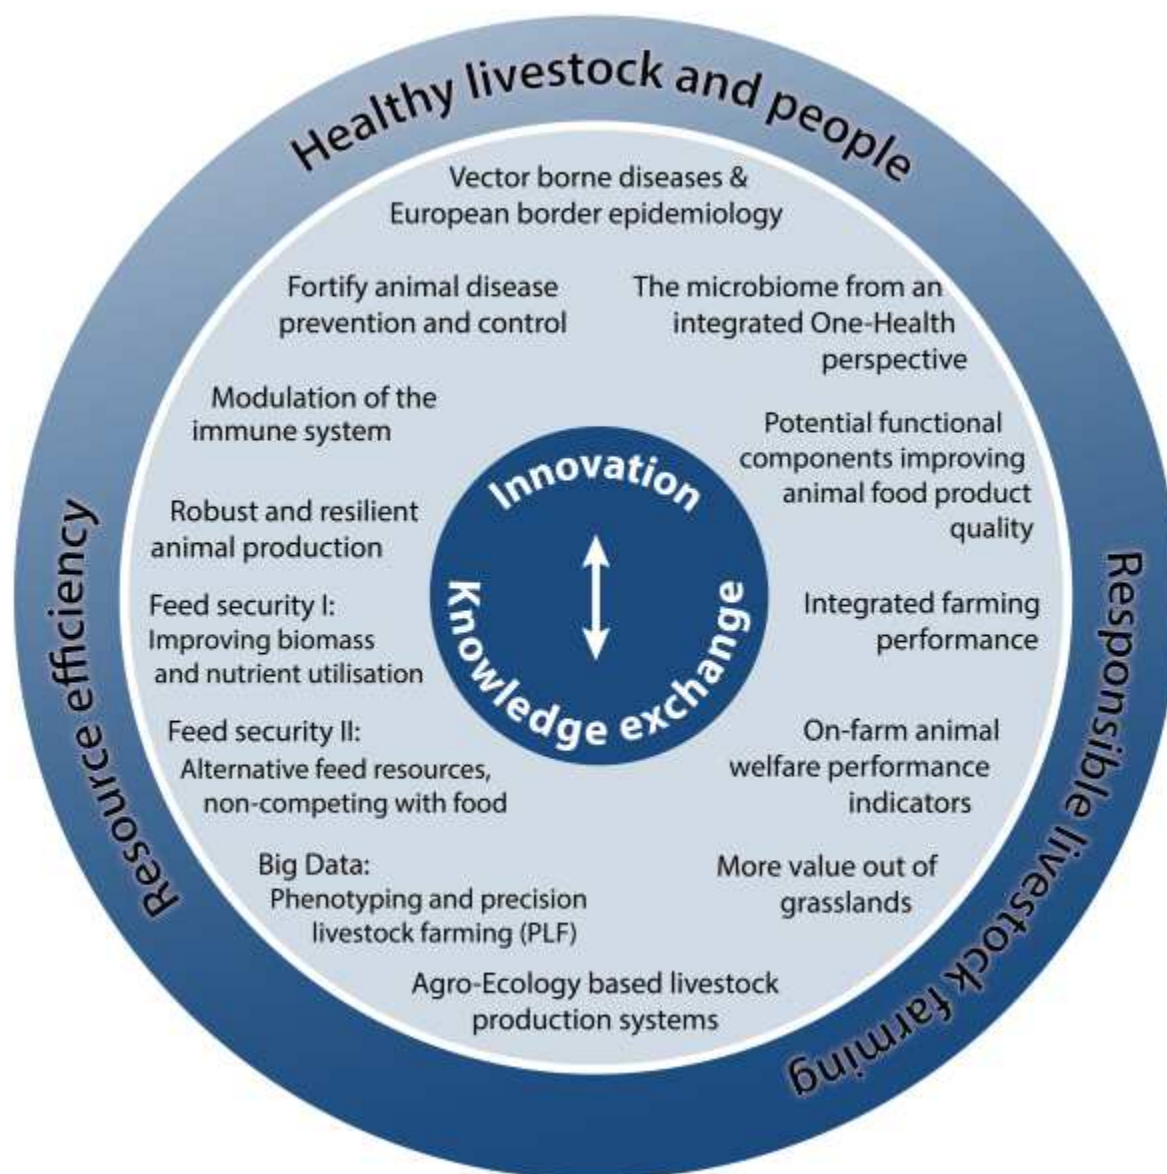 Healthy livestock and people
Vector borne diseases &
European border epidemiology
Fortify animal disease
prevention and control
The microbiome from an
integrated One-Health
perspective
Modulation of the
immune system
Potential functional
components improving
animal food product
quality
Innovation
Knowledge exchange
Robust and resilient
animal production
Feed security I:
Improving biomass
and nutrient utilisation
Integrated farming
performance
Feed security II:
Alternative feed resources,
non-competing with food
On-farm animal
welfare performance
indicators
Big Data:
Phenotyping and precision
livestock farming (PLF)
More value out of
grasslands
Agro-Ecology based livestock
production systems
Resource efficiency
Responsible livestock farming